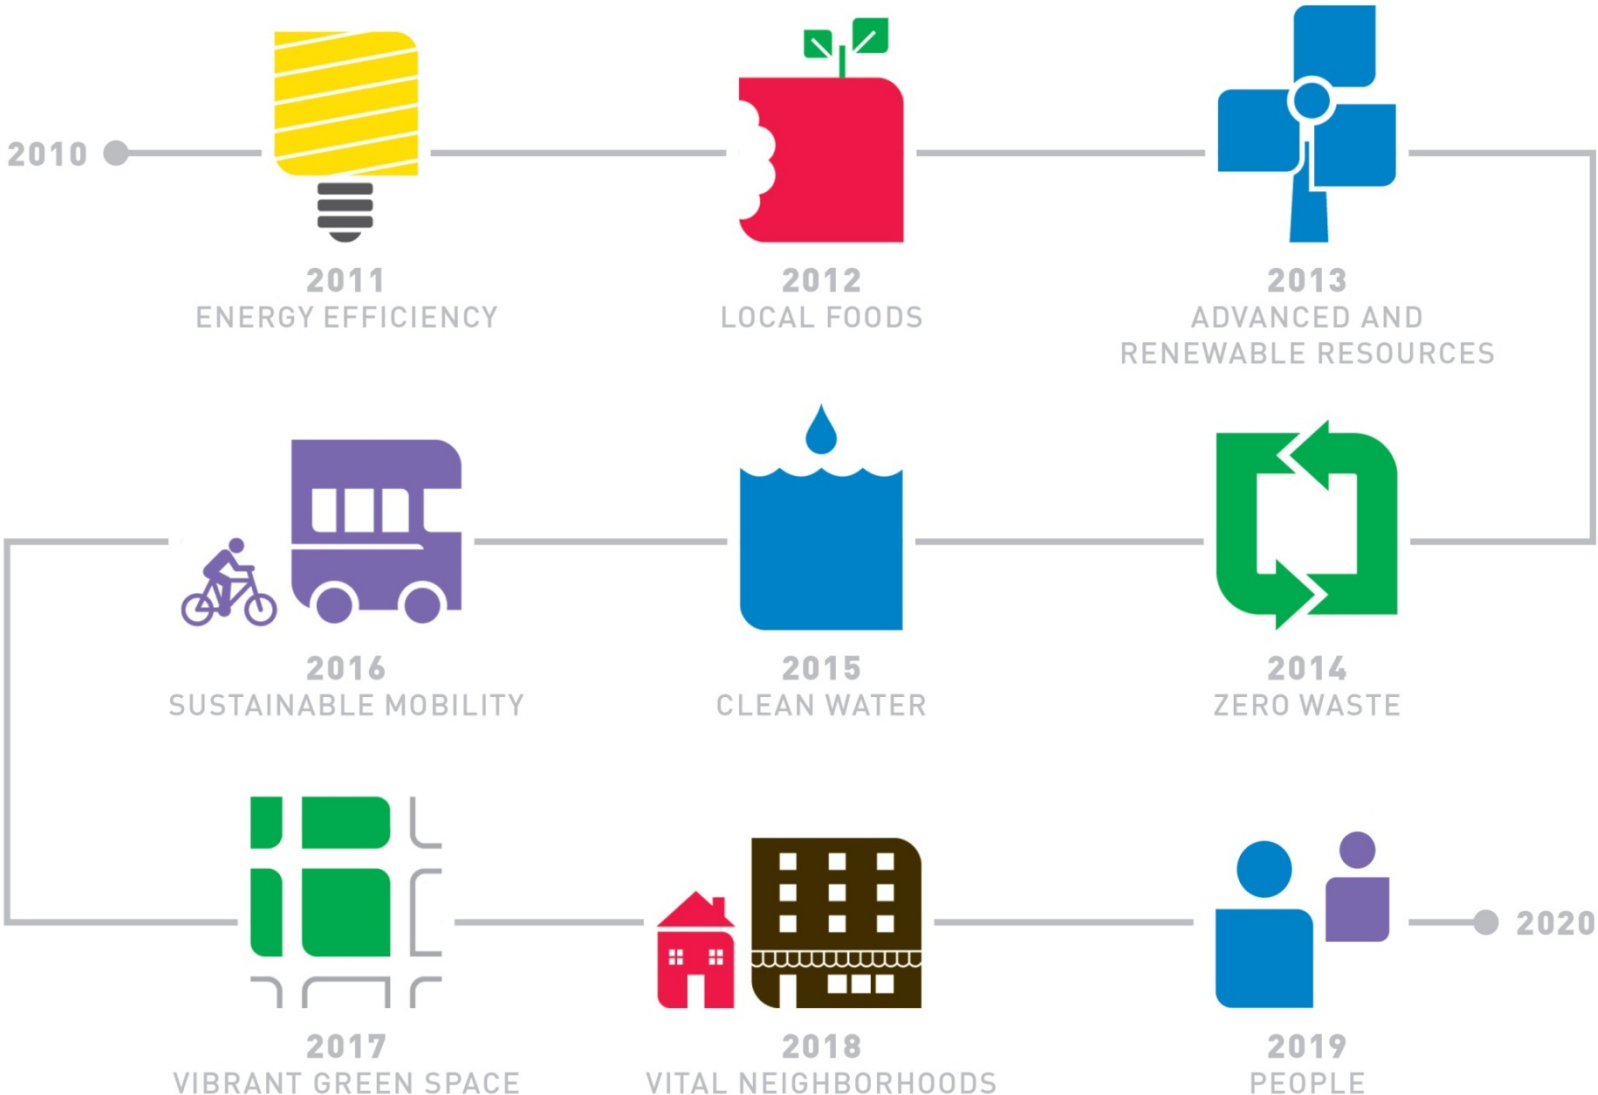 2010
2011
ENERGY EFFICIENCY
2012
LOCAL FOODS
2013
ADVANCED AND
RENEWABLE RESOURCES
2016
SUSTAINABLE MOBILITY
2015
CLEAN WATER
2014
ZERO WASTE
2017
VIBRANT GREEN SPACE
2018
VITAL NEIGHBORHOODS
2019
PEOPLE
2020